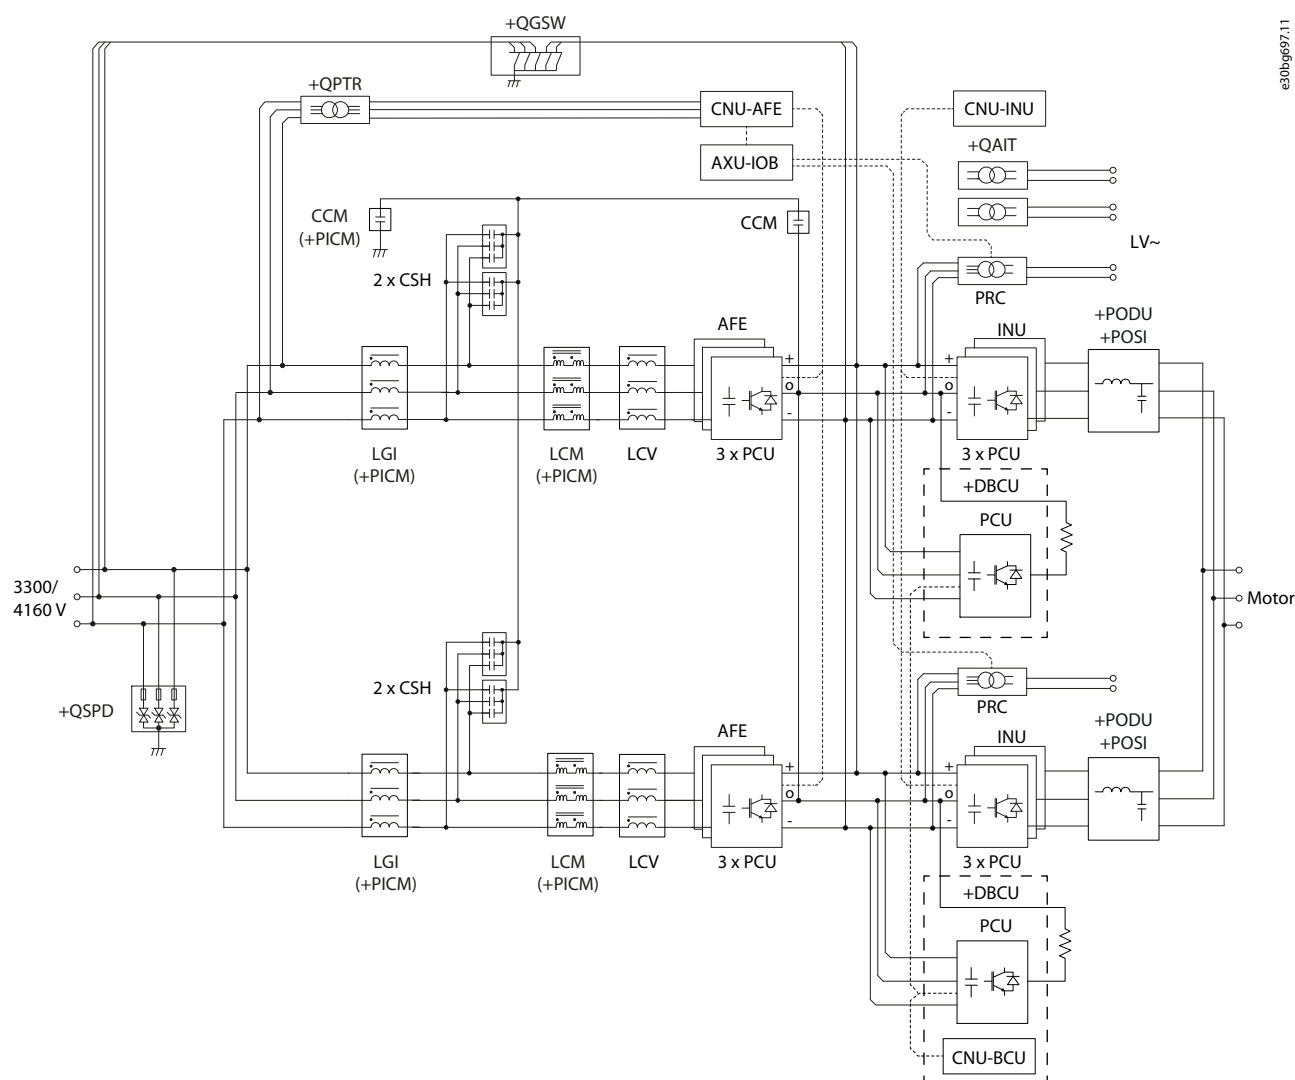 +QGSW
e30bg697.11
+QPTR
CNU-AFE
CNU-INU
+QAIT
AXU-IOB
CCM
(+PICM)
CCM
LV~
2 x CSH
PRC
+PODU
+POSI
AFE
INU
+
o
-
+
o
-
LGI
(+PICM)
LCM
(+PICM)
LCV
3 x PCU
3 x PCU
+DBCU
PCU
3300/
4160 V
Motor
2 x CSH
+QSPD
PRC
+PODU
+POSI
AFE
INU
+
o
-
+
o
-
LGI
(+PICM)
LCM
(+PICM)
LCV
3 x PCU
3 x PCU
+DBCU
PCU
CNU-BCU